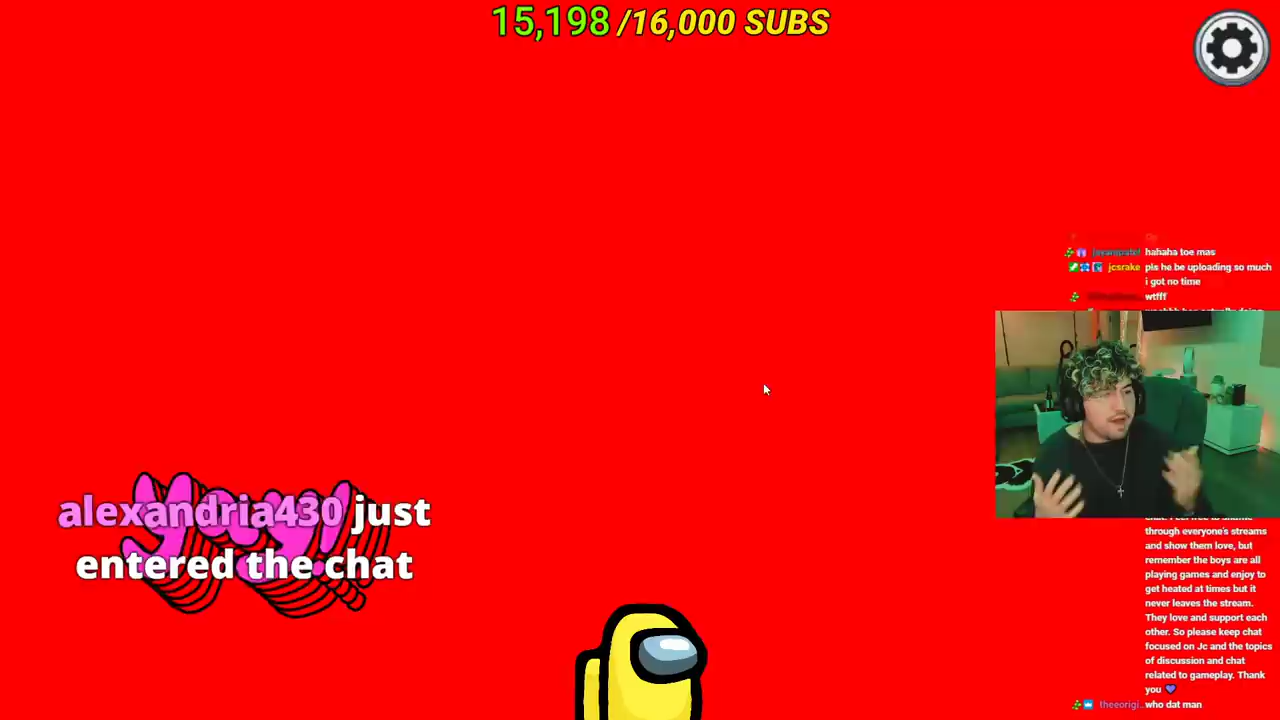 15,198 /16,000 SUBS
hahaha toe mas
jcsrake pls he be uploading so much
i got no time
wtfff
alexandria430 just
entered the chat
through everyone's streams
and show them love, but
remember the boys are all
playing games and enjoy to
get heated at times but it
never leaves the stream.
They love and support each
other. So please keep chat
focused on Jc and the topics
of discussion and chat
related to gameplay. Thank
you 💜
theeorigi.. who dat man